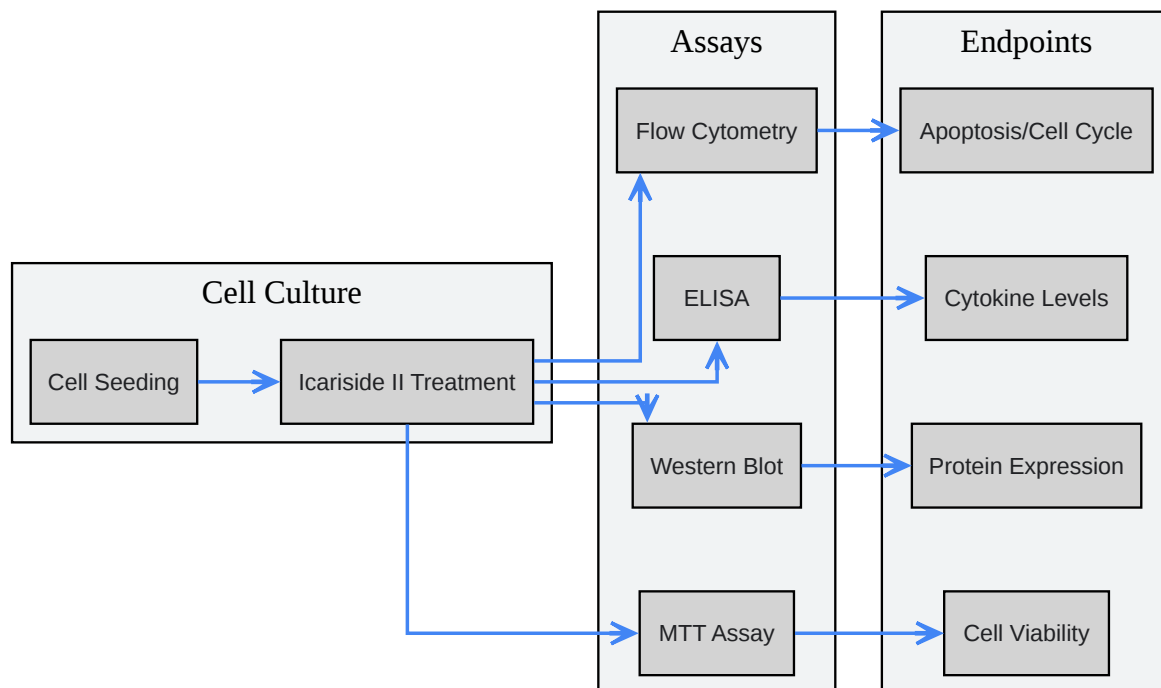 Assays
Endpoints
Flow Cytometry
Apoptosis/Cell Cycle
Cell Culture
ELISA
Cytokine Levels
Cell Seeding
Icariside II Treatment
Western Blot
Protein Expression
MTT Assay
Cell Viability